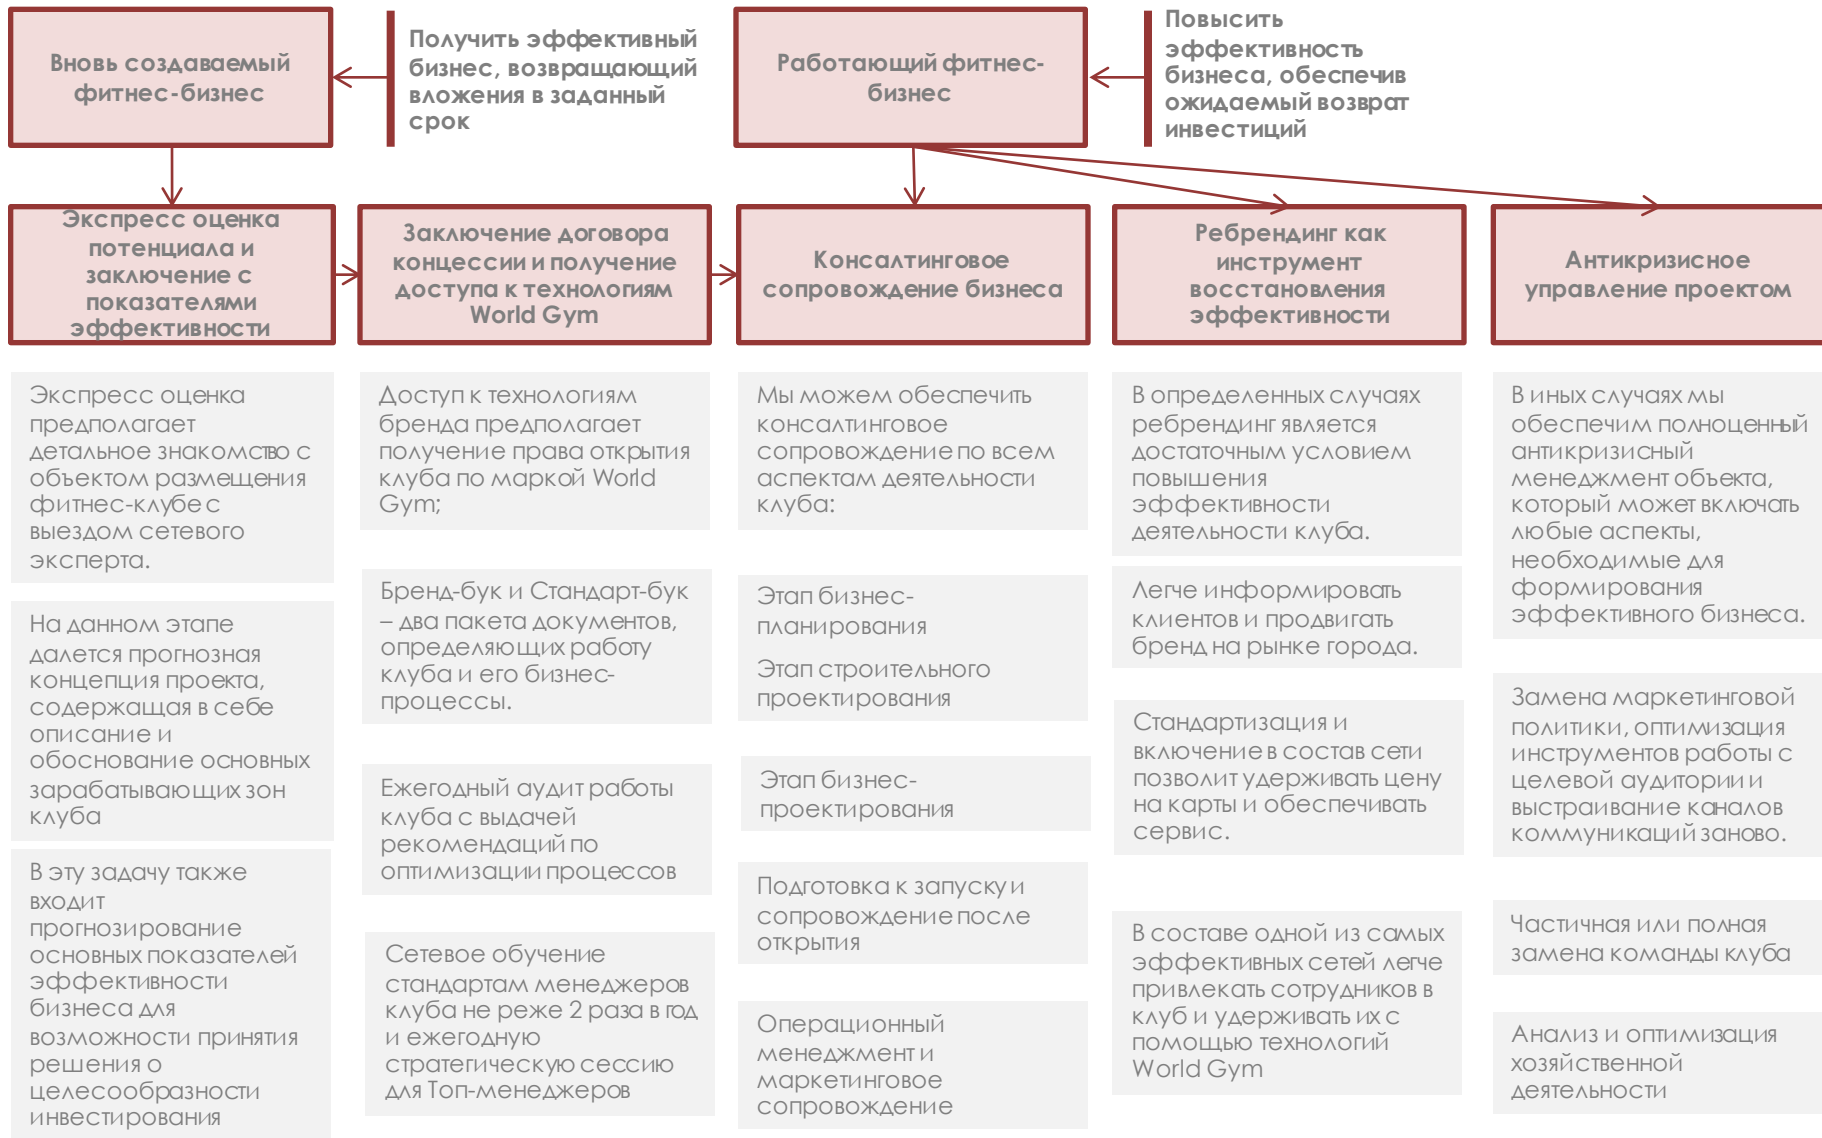 Вновь создаваемый
фитнес-бизнес
Получить эффективный
бизнес, возвращающий
вложения в заданный
срок
Работающий фитнес-
бизнес
Повысить
эффективность
бизнеса, обеспечив
ожидаемый возврат
инвестиций
Экспресс оценка
потенциала и
заключение с
показателями
эффективности
Заключение договора
концессии и получение
доступа к технологиям
World Gym
Консалтинговое
сопровождение бизнеса
Ребрендинг как
инструмент
восстановления
эффективности
Антикризисное
управление проектом
Экспресс оценка
предполагает
детальное знакомство с
объектом размещения
фитнес-клубе с
выездом сетевого
эксперта.
На данном этапе
далется прогнозная
концепция проекта,
содержащая в себе
описание и
обоснование основных
зарабатывающих зон
клуба
В эту задачу также
входит
прогнозирование
основных показателей
эффективности
бизнеса для
возможности принятия
решения о
целесообразности
инвестирования
Доступ к технологиям
бренда предполагает
получение права открытия
клуба по маркой World
Gym;
Бренд-бук и Стандарт-бук
– два пакета документов,
определяющих работу
клуба и его бизнес-
процессы.
Ежегодный аудит работы
клуба с выдачей
рекомендаций по
оптимизации процессов
Сетевое обучение
стандартам менеджеров
клуба не реже 2 раза в год
и ежегодную
стратегическую сессию
для Топ-менеджеров
Мы можем обеспечить
консалтинговое
сопровождение по всем
аспектам деятельности
клуба:
Этап бизнес-
планирования
Этап строительного
проектирования
Этап бизнес-
проектирования
Подготовка к запуску и
сопровождение после
открытия
Операционный
менеджмент и
маркетинговое
сопровождение
В определенных случаях
ребрендинг является
достаточным условием
повышения
эффективности
деятельности клуба.
Легче информировать
клиентов и продвигать
бренд на рынке города.
Стандартизация и
включение в состав сети
позволит удерживать цену
на карты и обеспечивать
сервис.
В составе одной из самых
эффективных сетей легче
привлекать сотрудников в
клуб и удерживать их с
помощью технологий
World Gym
В иных случаях мы
обеспечим полноценный
антикризисный
менеджмент объекта,
который может включать
любые аспекты,
необходимые для
формирования
эффективного бизнеса.
Замена маркетинговой
политики, оптимизация
инструментов работы с
целевой аудитории и
выстраивание каналов
коммуникаций заново.
Частичная или полная
замена команды клуба
Анализ и оптимизация
хозяйственной
деятельности